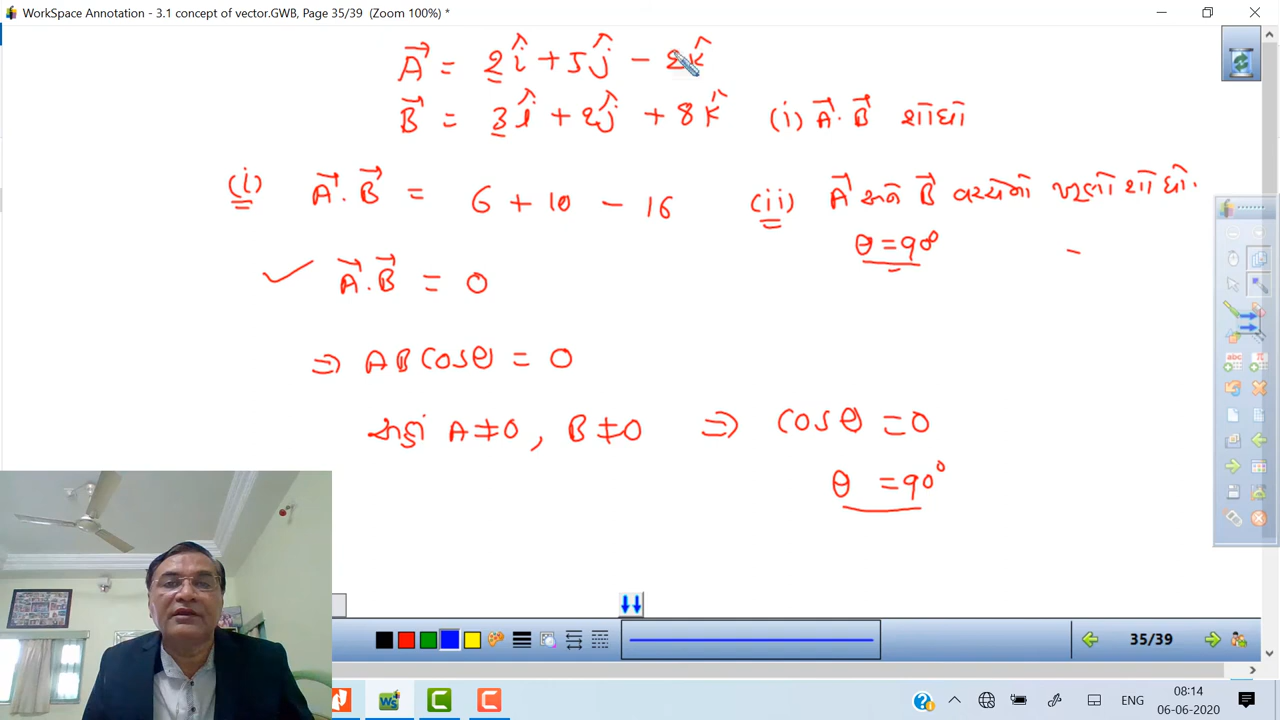 WorkSpace Annotation - 3.1 concept of vector.GWB, Page 35/39 (Zoom 100%) *
A⃗ = 2î + 5ĵ - 2k̂
B⃗ = 3î + 2ĵ + 8k̂ (i) A⃗.B⃗ શોધો
(i) A⃗.B⃗ = 6 + 10 - 16 (ii) A⃗ અને B⃗ વચ્ચેનો ખૂણો શોધો.
θ = 90°
✓ A⃗.B⃗ = 0
⇒ AB cosθ = 0
અહીં A ≠ 0, B ≠ 0 ⇒ cosθ = 0
θ = 90°
abc
35/39
ENG
08:14
06-06-2020